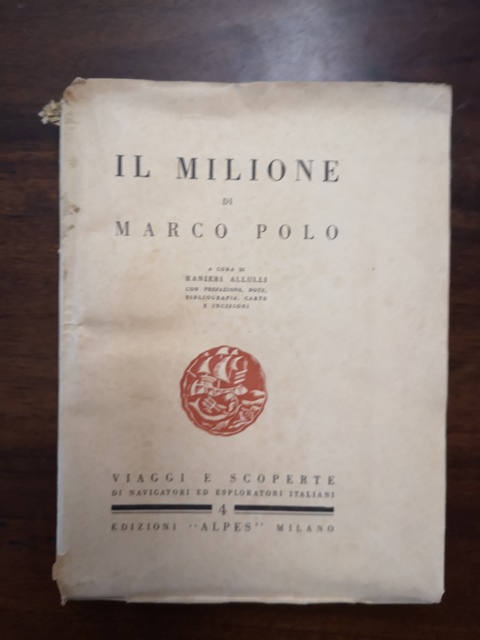 IL MILIONE
DI
MARCO POLO
A CURA DI
RANIERI ALLULLI
CON PREFAZIONE, NOTE,
BIBLIOGRAFIA, CARTE
E INCISIONI
VIAGGI E SCOPERTE
DI NAVIGATORI ED ESPLORATORI ITALIANI
4
EDIZIONI "ALPES" MILANO